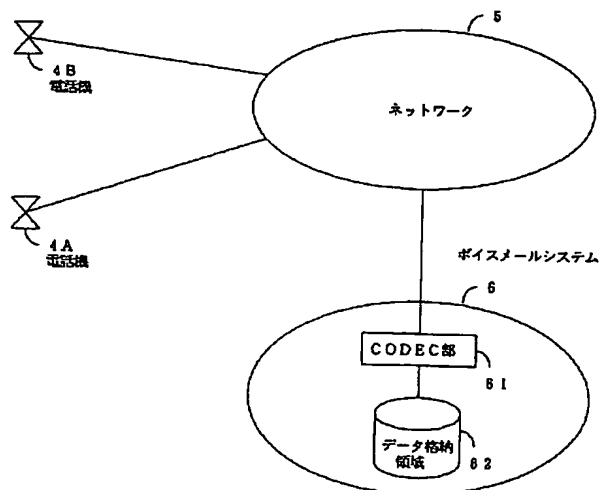 5
4B
電話機
ネットワーク
4A
電話機
ボイスメールシステム
6
CODEC部
61
データ格納
領域
62